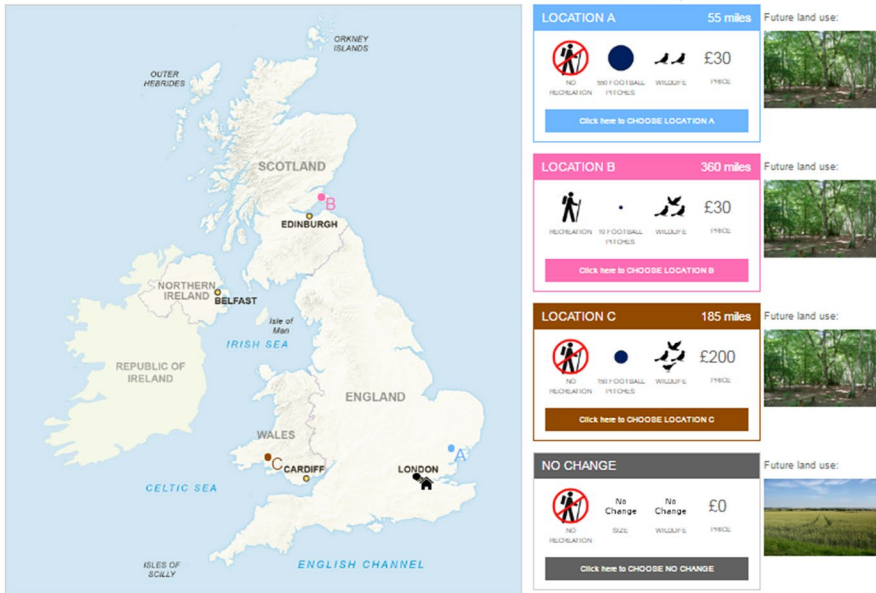 ORKNEY
ISLANDS
OUTER
HEBRIDES
SCOTLAND
B
EDINBURGH
NORTHERN
IRELAND
BELFAST
Isle of
Man
IRISH SEA
REPUBLIC OF
IRELAND
ENGLAND
WALES
C
CARDIFF
A
LONDON
CELTIC SEA
ISLES OF
SCILLY
ENGLISH CHANNEL
LOCATION A 55 miles
Future land use:
£30
NO
RECREATION
FOOTBALL
PITCHES
WILDLIFE
PRICE
Click here to CHOOSE LOCATION A
LOCATION B 360 miles
Future land use:
£30
RECREATION
10 FOOTBALL
PITCHES
WILDLIFE
PRICE
Click here to CHOOSE LOCATION B
LOCATION C 185 miles
Future land use:
£200
NO
RECREATION
FOOTBALL
PITCHES
WILDLIFE
PRICE
Click here to CHOOSE LOCATION C
NO CHANGE
Future land use:
No
Change
No
Change
£0
NO
RECREATION
SIZE
WILDLIFE
PRICE
Click here to CHOOSE NO CHANGE